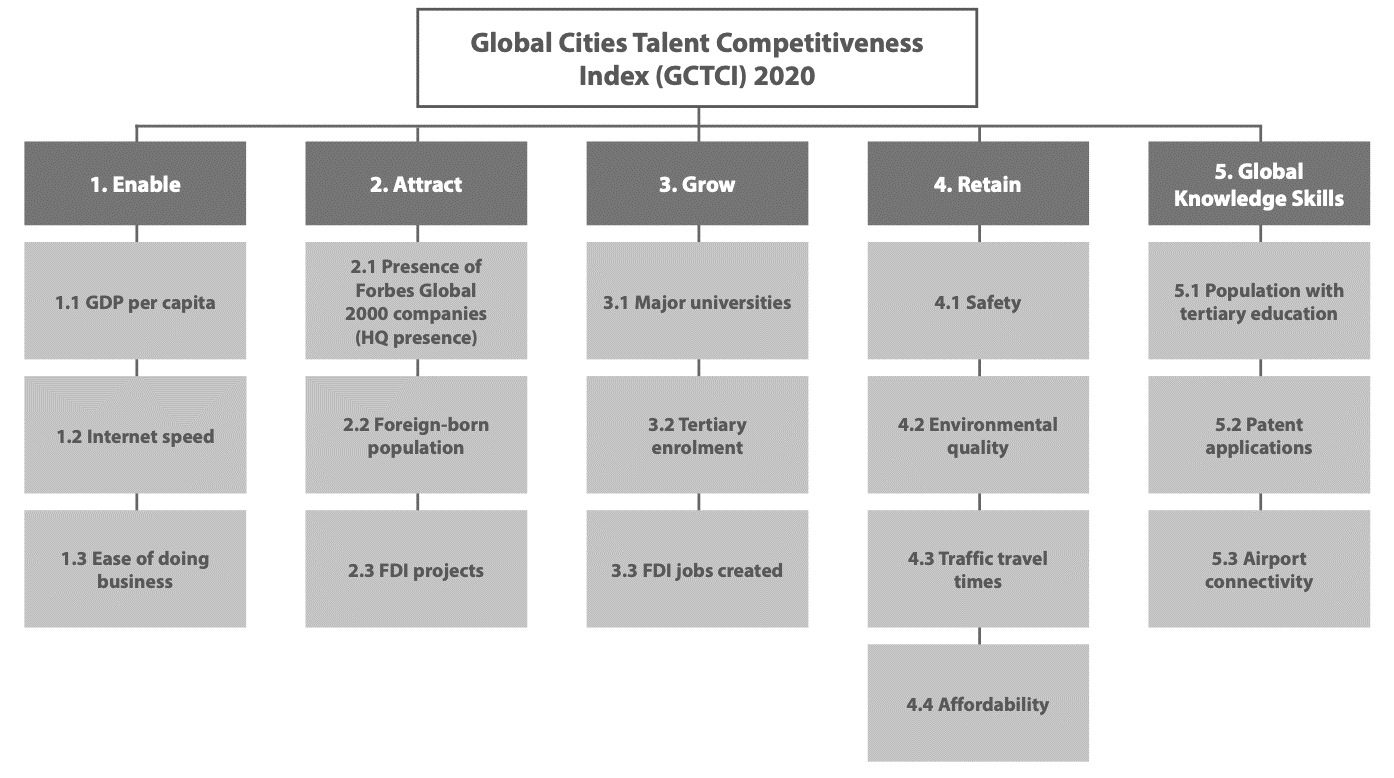 Global Cities Talent Competitiveness
Index (GCTCI) 2020
1. Enable
1.1 GDP per capita
1.2 Internet speed
1.3 Ease of doing
business
2. Attract
2.1 Presence of
Forbes Global
2000 companies
(HQ presence)
2.2 Foreign-born
population
2.3 FDI projects
3. Grow
3.1 Major universities
3.2 Tertiary
enrolment
3.3 FDI jobs created
4. Retain
4.1 Safety
4.2 Environmental
quality
4.3 Traffic travel
times
4.4 Affordability
5. Global
Knowledge Skills
5.1 Population with
tertiary education
5.2 Patent
applications
5.3 Airport
connectivity